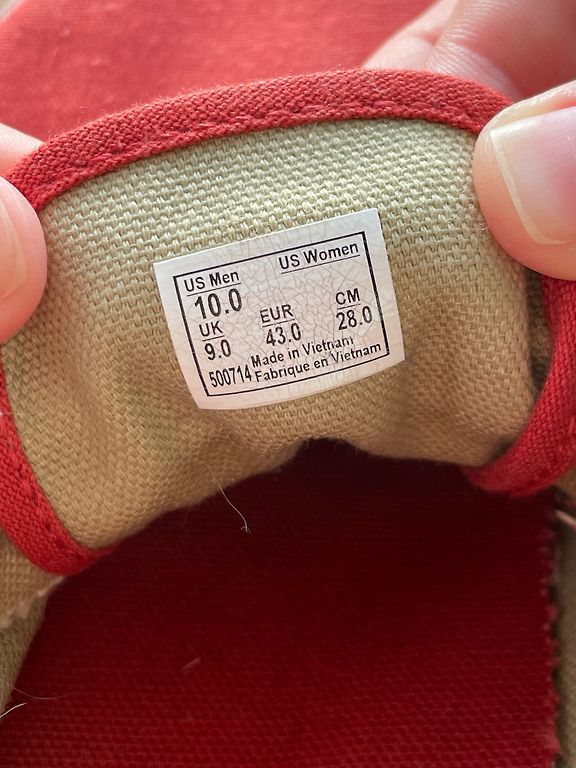 US Men US Women
10.0
UK EUR CM
9.0 43.0 28.0
Made in Vietnam
500714 Fabrique en Vietnam